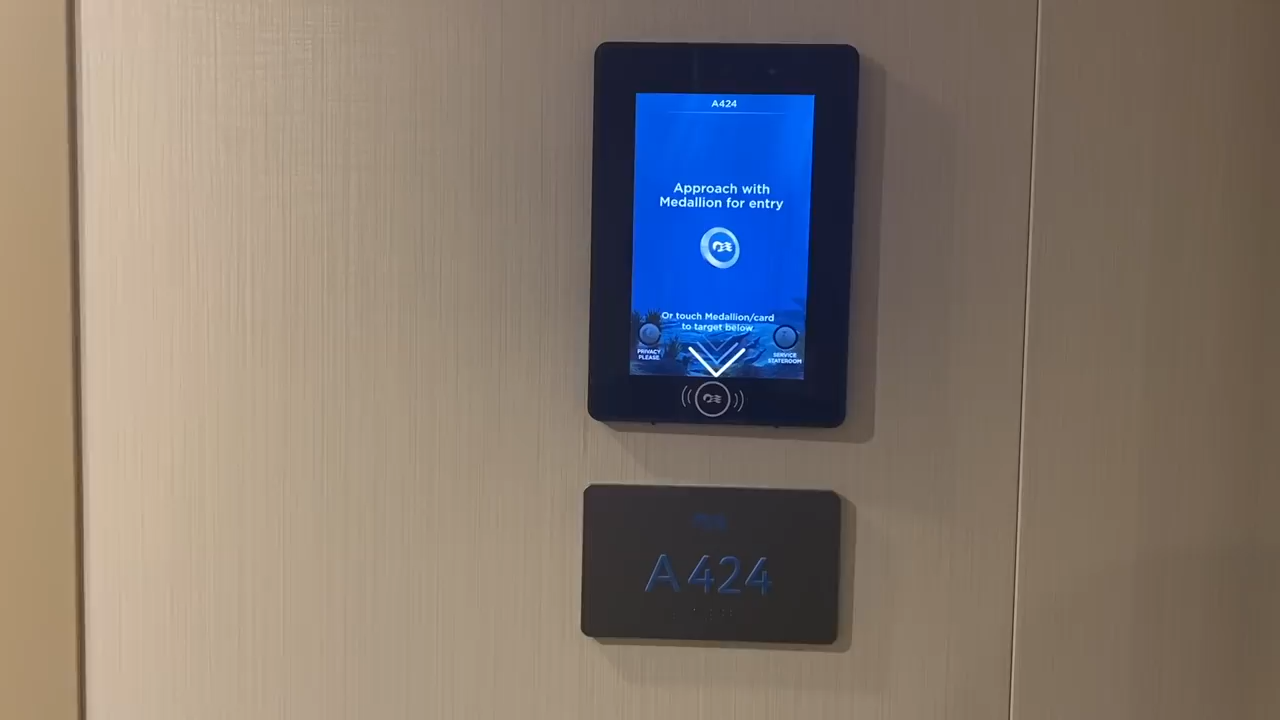 A424
Approach with
Medallion for entry
Or touch Medallion/card
to target below
PRIVACY
PLEASE
SERVICE
STATEROOM
A424